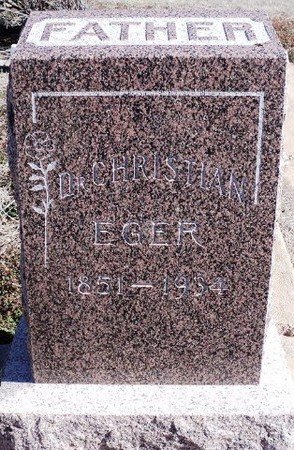 FATHER
DR CHRISTIAN
EGER
1851-1934